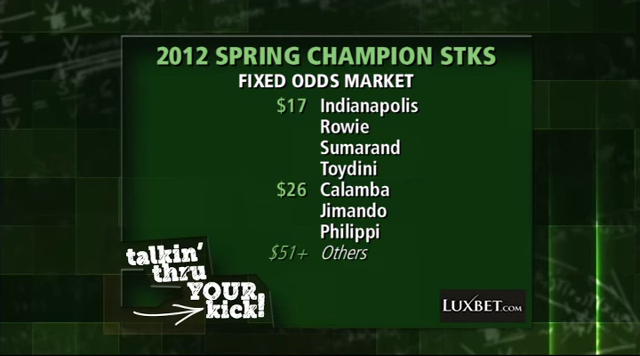 2012 SPRING CHAMPION STKS
FIXED ODDS MARKET
$17 Indianapolis
Rowie
Sumarand
Toydini
$26 Calamba
Jimando
Philippi
$51+ Others
talkin'
thru
YOUR
kick!
LUXBET.COM